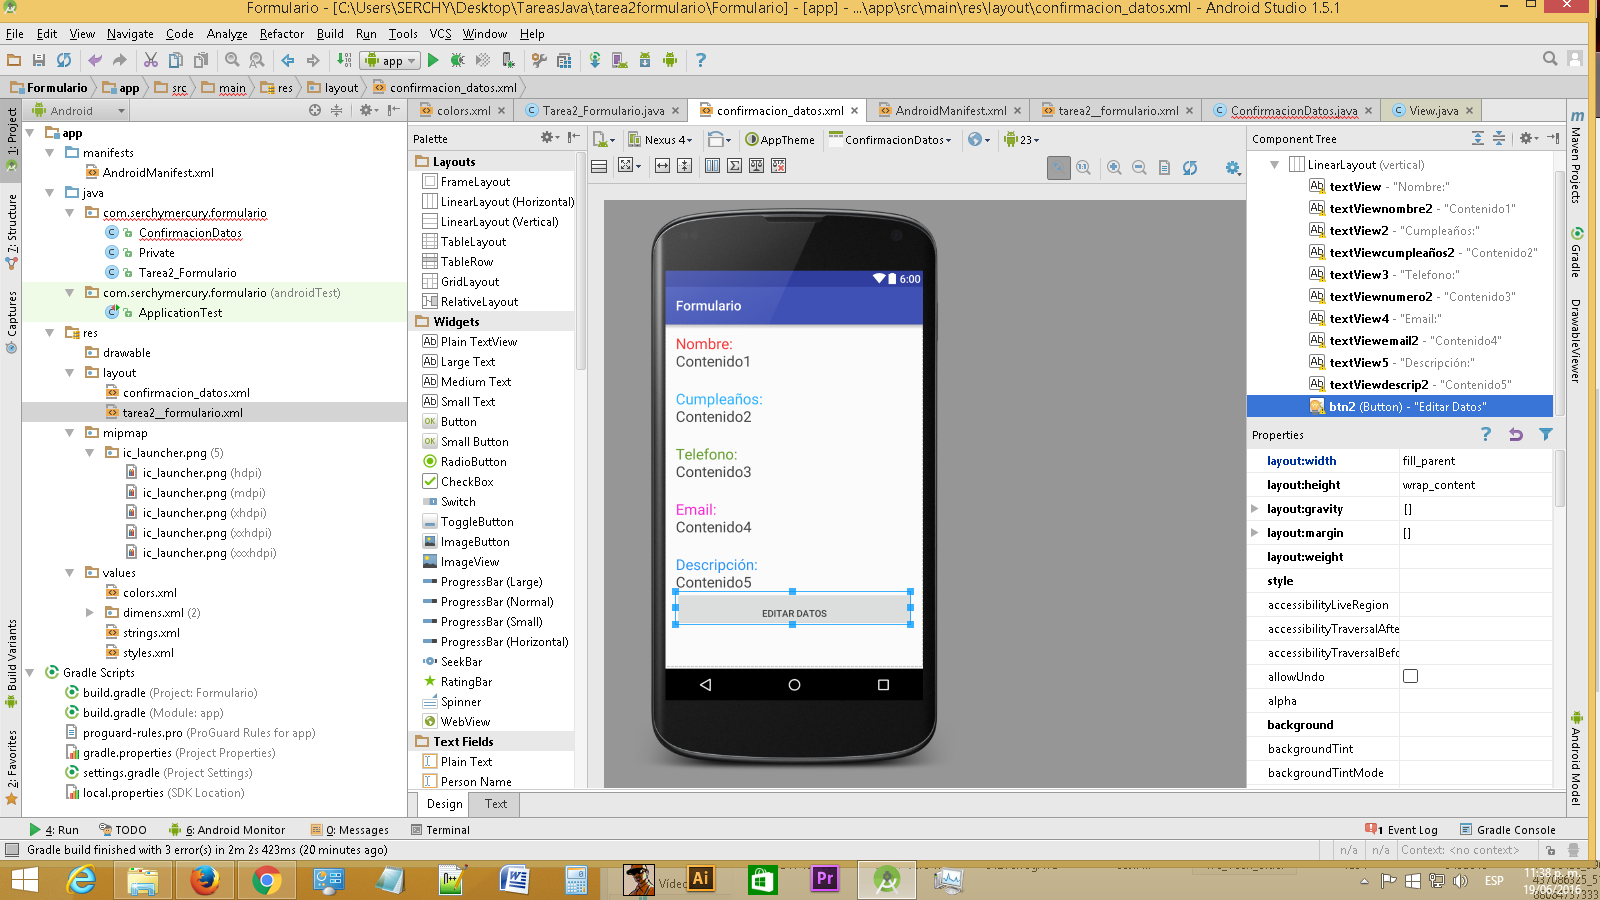 Formulario - [C:\Users\SERCHY\Desktop\TareasJava\tarea2formulario\Formulario] - [app] - ...\app\src\main\res\layout\confirmacion_datos.xml - Android Studio 1.5.1
File Edit View Navigate Code Analyze Refactor Build Run Tools VCS Window Help
app
Formulario app src main res layout confirmacion_datos.xml
Android
colors.xml Tarea2_Formulario.java confirmacion_datos.xml AndroidManifest.xml tarea2__formulario.xml ConfirmacionDatos.java View.java
1: Project
7: Structure
Captures
Build Variants
2: Favorites
app
manifests
AndroidManifest.xml
java
com.serchymercury.formulario
ConfirmacionDatos
Private
Tarea2_Formulario
com.serchymercury.formulario (androidTest)
ApplicationTest
res
drawable
layout
confirmacion_datos.xml
tarea2__formulario.xml
mipmap
ic_launcher.png (5)
ic_launcher.png (hdpi)
ic_launcher.png (mdpi)
ic_launcher.png (xhdpi)
ic_launcher.png (xxhdpi)
ic_launcher.png (xxxhdpi)
values
colors.xml
dimens.xml (2)
strings.xml
styles.xml
Gradle Scripts
build.gradle (Project: Formulario)
build.gradle (Module: app)
proguard-rules.pro (ProGuard Rules for app)
gradle.properties (Project Properties)
settings.gradle (Project Settings)
local.properties (SDK Location)
Palette
Layouts
FrameLayout
LinearLayout (Horizontal)
LinearLayout (Vertical)
TableLayout
TableRow
GridLayout
RelativeLayout
Widgets
Plain TextView
Large Text
Medium Text
Small Text
Button
Small Button
RadioButton
CheckBox
Switch
ToggleButton
ImageButton
ImageView
ProgressBar (Large)
ProgressBar (Normal)
ProgressBar (Small)
ProgressBar (Horizontal)
SeekBar
RatingBar
Spinner
WebView
Text Fields
Plain Text
Person Name
Design Text
Nexus 4 AppTheme ConfirmacionDatos 23
6:00
Formulario
Nombre:
Contenido1
Cumpleaños:
Contenido2
Telefono:
Contenido3
Email:
Contenido4
Descripción:
Contenido5
EDITAR DATOS
Component Tree
LinearLayout (vertical)
textView - "Nombre:"
textViewnombre2 - "Contenido1"
textView2 - "Cumpleaños:"
textViewcumpleaños2 - "Contenido2"
textView3 - "Telefono:"
textViewnumero2 - "Contenido3"
textView4 - "Email:"
textViewemail2 - "Contenido4"
textView5 - "Descripción:"
textViewdescrip2 - "Contenido5"
btn2 (Button) - "Editar Datos"
Properties
layout:width fill_parent
layout:height wrap_content
layout:gravity []
layout:margin []
layout:weight
style
accessibilityLiveRegion
accessibilityTraversalAfte
accessibilityTraversalBefo
allowUndo
alpha
background
backgroundTint
backgroundTintMode
Maven Projects
Gradle
DrawableViewer
Android Model
4: Run TODO 6: Android Monitor 0: Messages Terminal 1 Event Log Gradle Console
Gradle build finished with 3 error(s) in 2m 2s 423ms (20 minutes ago) n/a n/a Context: <no context>
Vídeo Ai Pr ESP
11:38 p. m.
19/06/2016